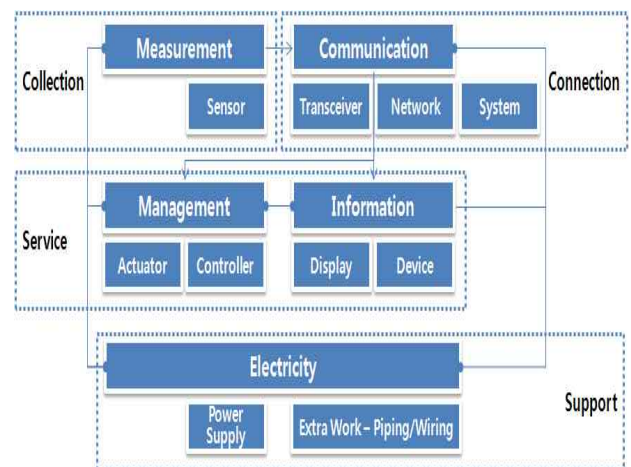 Measurement
Communication
Collection
Connection
Sensor
Transceiver
Network
System
Management
Information
Service
Actuator
Controller
Display
Device
Electricity
Support
Power
Supply
Extra Work – Piping/Wiring